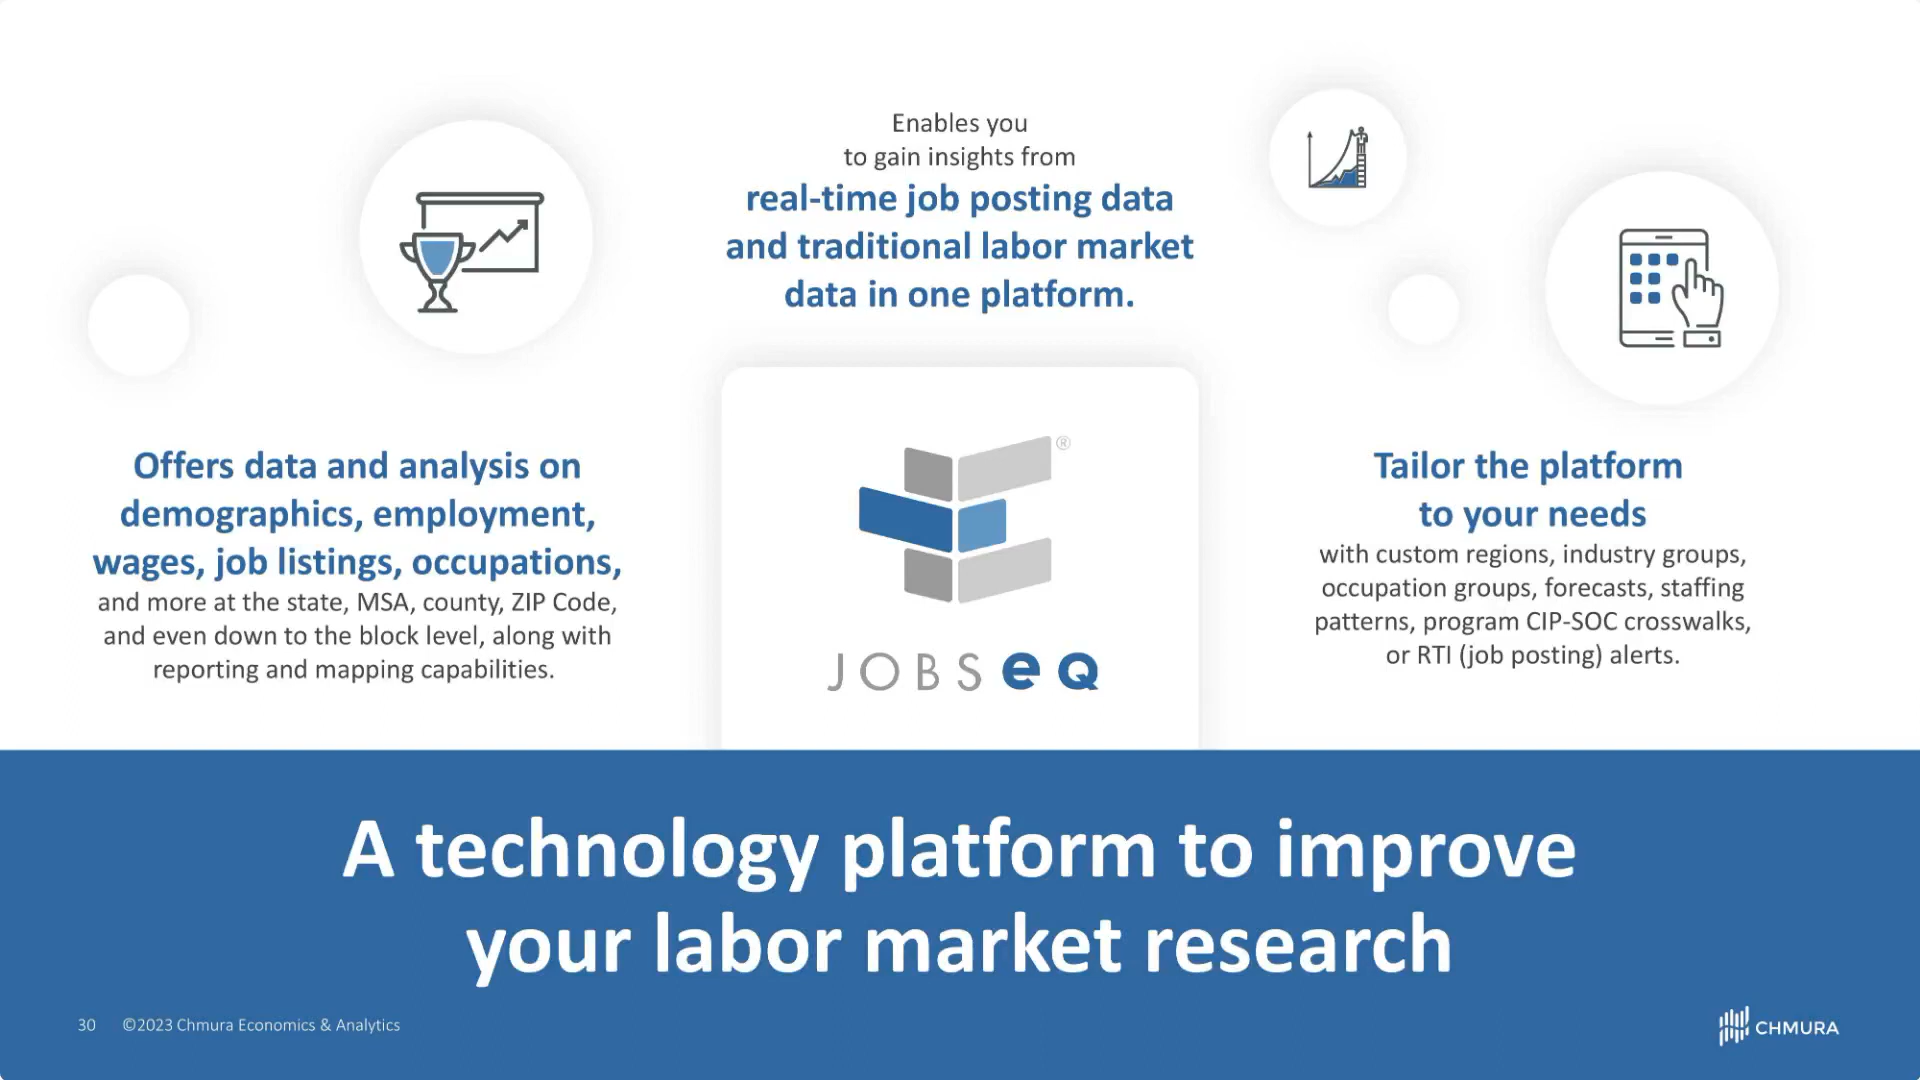 Enables you
to gain insights from
real-time job posting data
and traditional labor market
data in one platform.
Offers data and analysis on
demographics, employment,
wages, job listings, occupations,
and more at the state, MSA, county, ZIP Code,
and even down to the block level, along with
reporting and mapping capabilities.
®
JOBSeQ
Tailor the platform
to your needs
with custom regions, industry groups,
occupation groups, forecasts, staffing
patterns, program CIP-SOC crosswalks,
or RTI (job posting) alerts.
A technology platform to improve
your labor market research
30 ©2023 Chmura Economics & Analytics
CHMURA